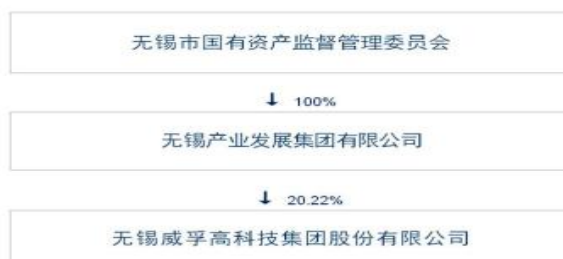 无锡市国有资产监督管理委员会
↓ 100%
无锡产业发展集团有限公司
↓ 20.22%
无锡威孚高科技集团股份有限公司